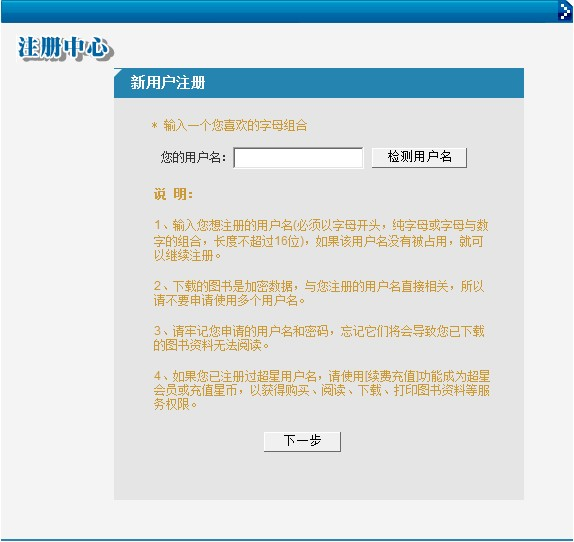 注册中心
新用户注册
* 输入一个您喜欢的字母组合
您的用户名: 检测用户名
说 明:
1、输入您想注册的用户名(必须以字母开头，纯字母或字母与数
字的组合，长度不超过16位)，如果该用户名没有被占用，就可
以继续注册。
2、下载的图书是加密数据，与您注册的用户名直接相关，所以
请不要申请使用多个用户名。
3、请牢记您申请的用户名和密码，忘记它们将会导致您已下载
的图书资料无法阅读。
4、如果您已注册过超星用户名，请使用[续费充值]功能成为超星
会员或充值星币，以获得购买、阅读、下载、打印图书资料等服
务权限。
下一步